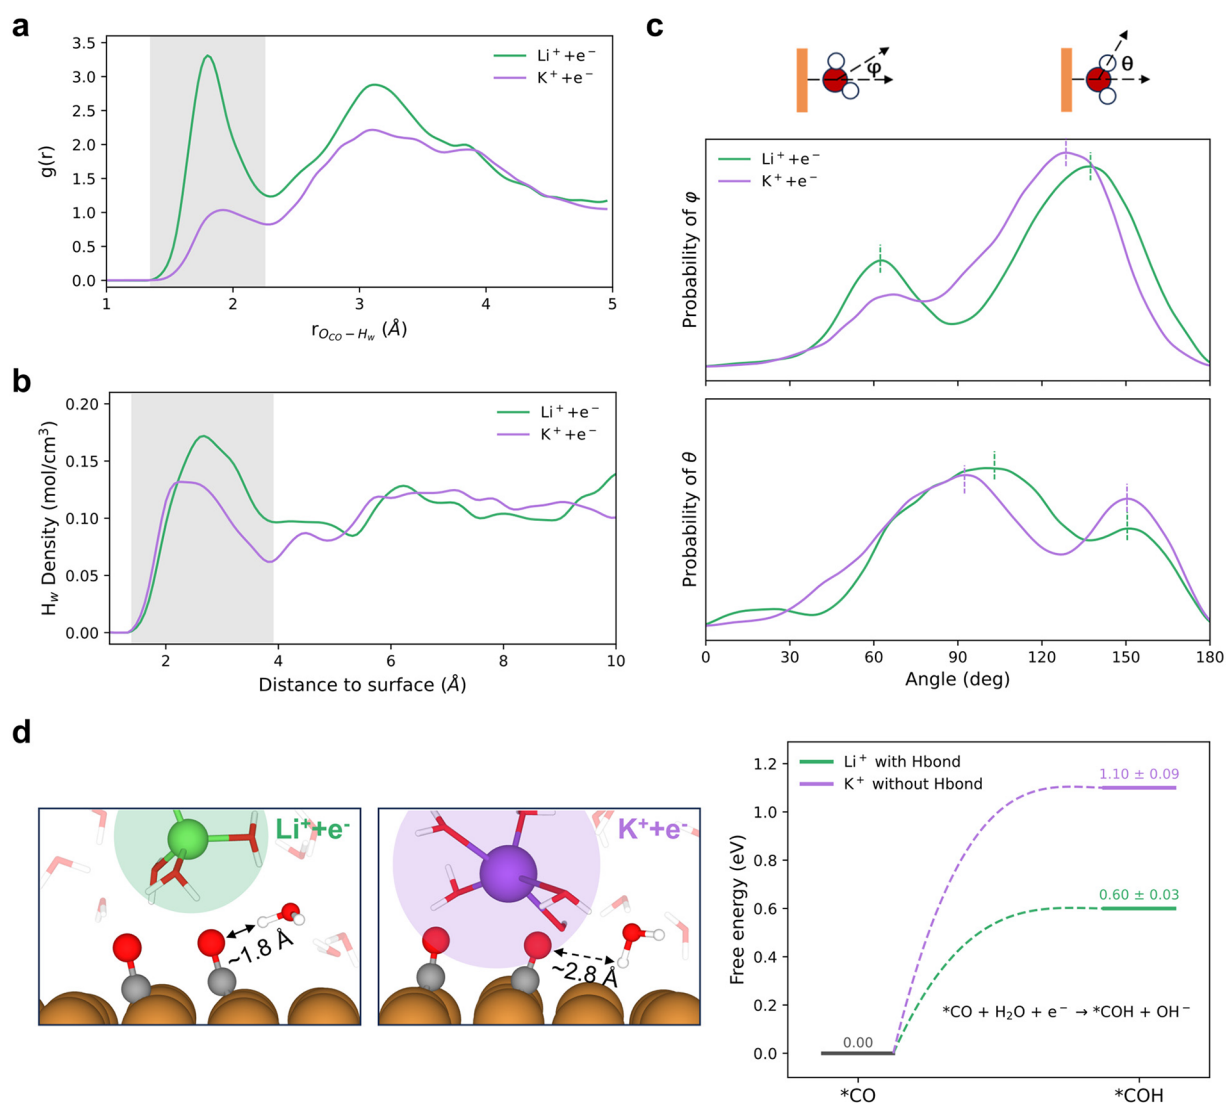 a
3.5
3.0
2.5
2.0
1.5
1.0
0.5
0.0
g(r)
Li⁺+e⁻
K⁺+e⁻
1 2 3 4 5
r_{O_{CO}−H_w} (Å)
b
0.20
0.15
0.10
0.05
0.00
H_w Density (mol/cm³)
Li⁺+e⁻
K⁺+e⁻
2 4 6 8 10
Distance to surface (Å)
c
φ
θ
Li⁺+e⁻
K⁺+e⁻
Probability of φ
Probability of θ
0 30 60 90 120 150 180
Angle (deg)
d
Li⁺+e⁻
~1.8 Å
K⁺+e⁻
~2.8 Å
1.2
1.0
0.8
0.6
0.4
0.2
0.0
Free energy (eV)
Li⁺ with Hbond
K⁺ without Hbond
1.10 ± 0.09
0.60 ± 0.03
*CO + H₂O + e⁻ → *COH + OH⁻
0.00
*CO *COH